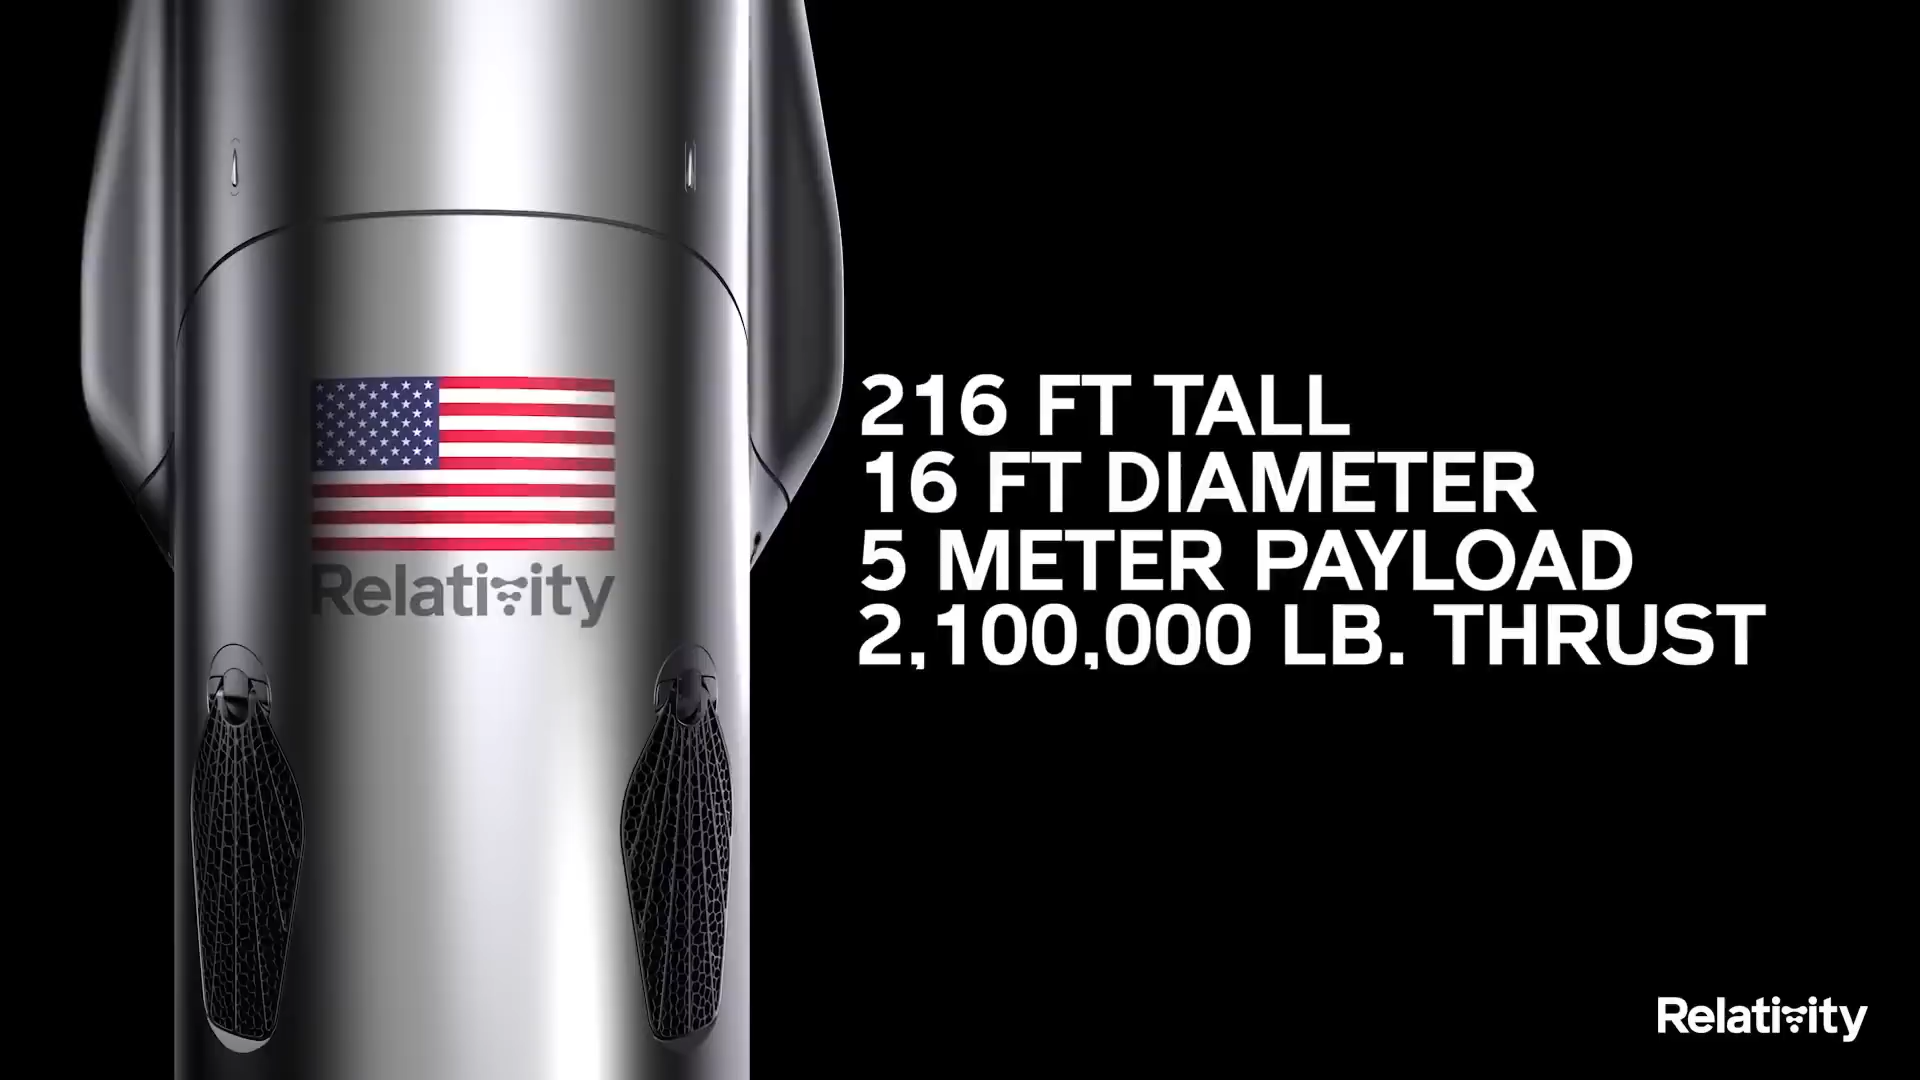 Relativity
216 FT TALL
16 FT DIAMETER
5 METER PAYLOAD
2,100,000 LB. THRUST
Relativity